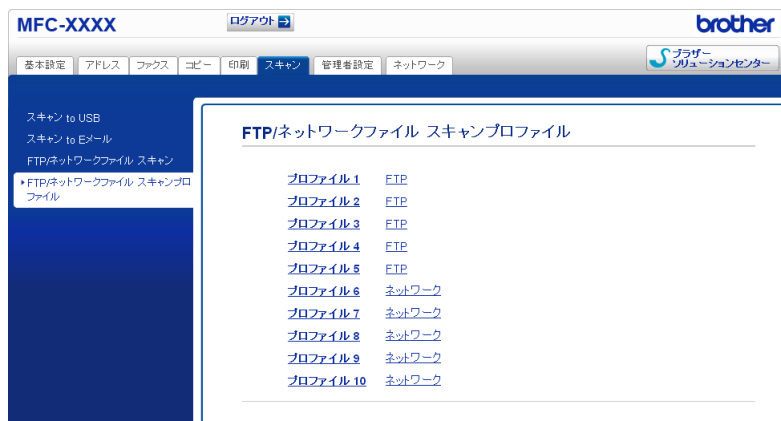 MFC-XXXX
ログアウト
brother
基本設定 アドレス ファクス コピー 印刷 スキャン 管理者設定 ネットワーク
ブラザー
ソリューションセンター
スキャン to USB
スキャン to Eメール
FTP/ネットワークファイル スキャン
FTP/ネットワークファイル スキャンプロ
ファイル
FTP/ネットワークファイル スキャンプロファイル
プロファイル 1 FTP
プロファイル 2 FTP
プロファイル 3 FTP
プロファイル 4 FTP
プロファイル 5 FTP
プロファイル 6 ネットワーク
プロファイル 7 ネットワーク
プロファイル 8 ネットワーク
プロファイル 9 ネットワーク
プロファイル 10 ネットワーク